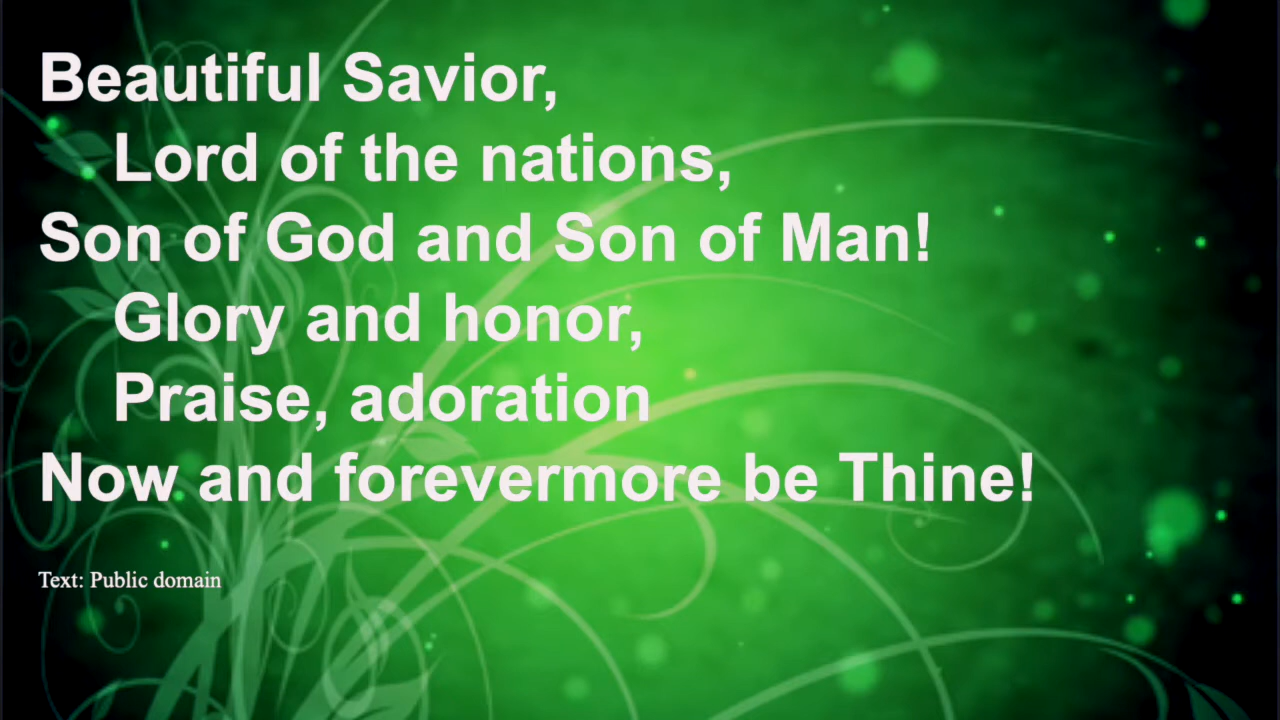 Beautiful Savior,
Lord of the nations,
Son of God and Son of Man!
Glory and honor,
Praise, adoration
Now and forevermore be Thine!
Text: Public domain